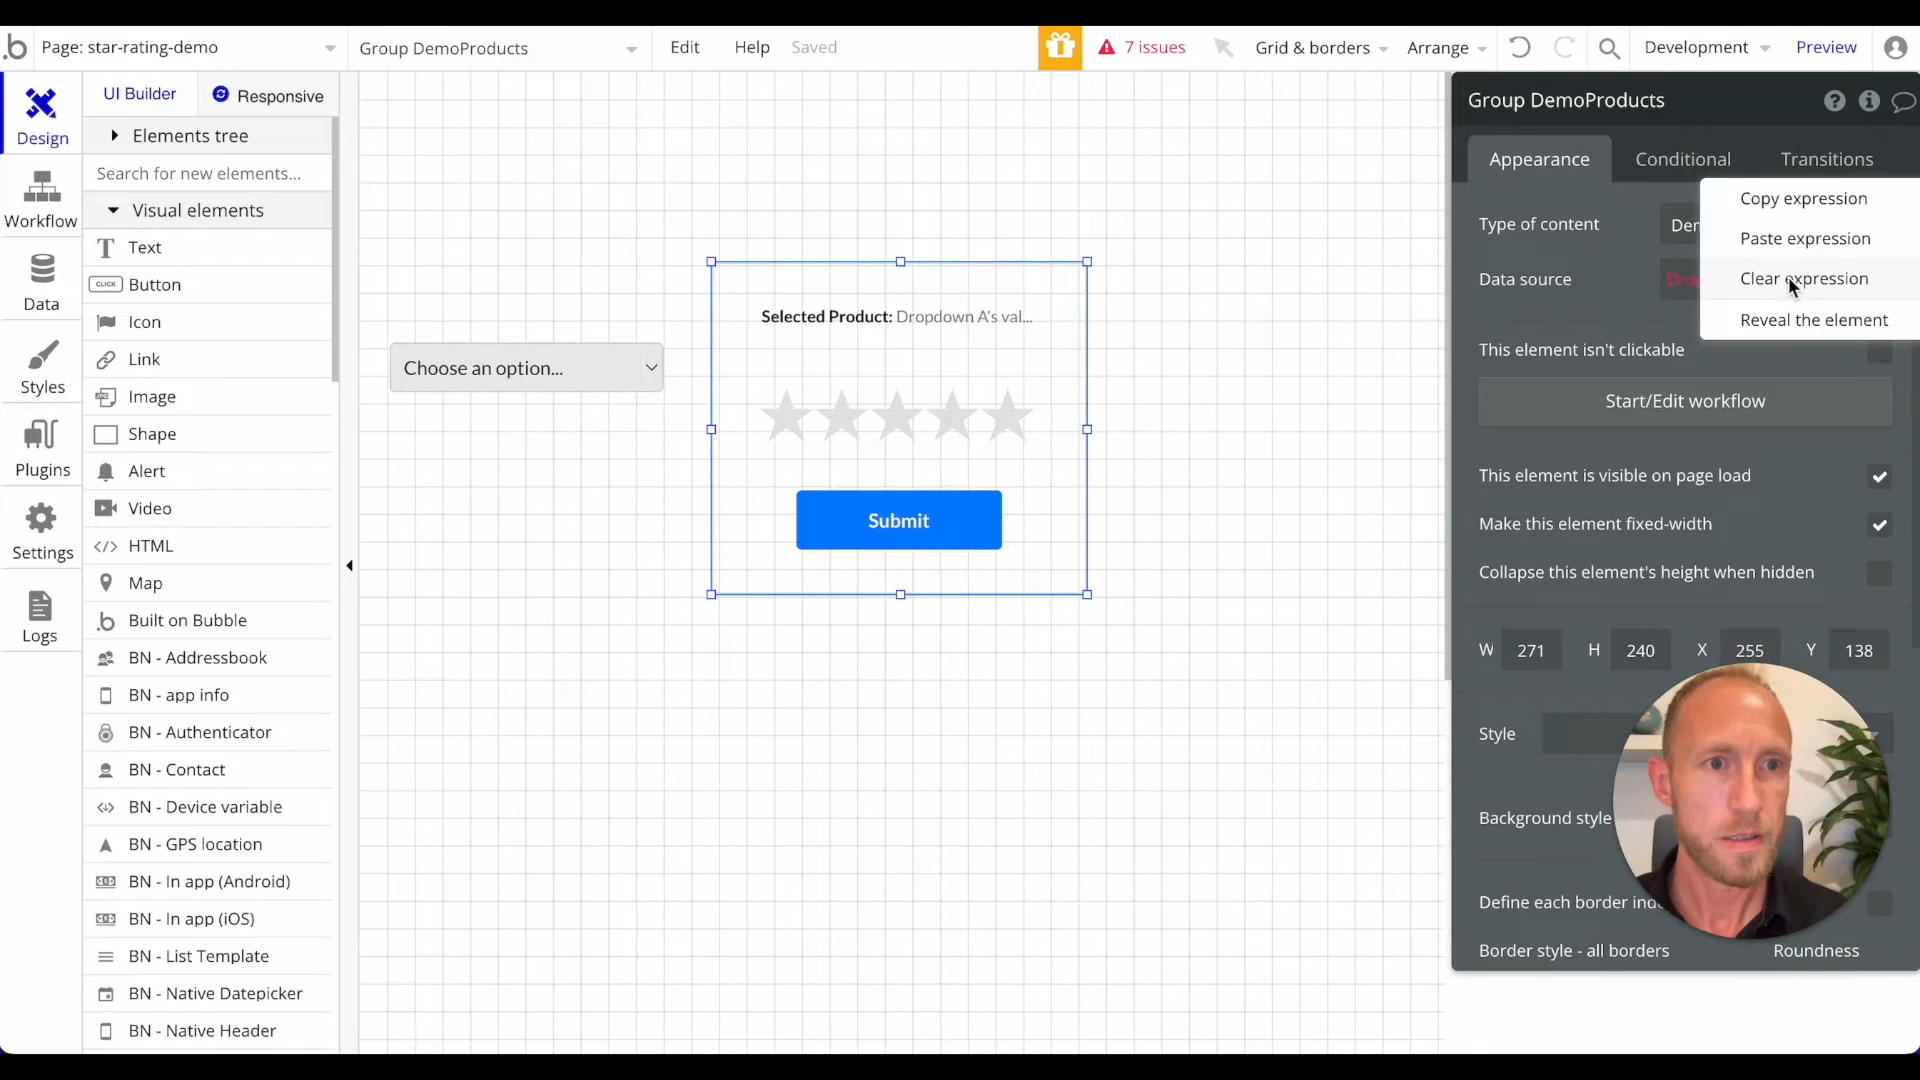 Page: star-rating-demo
Group DemoProducts
Edit
Help
Saved
7 issues
Grid & borders
Arrange
Development
Preview
Design
Workflow
Data
Styles
Plugins
Settings
Logs
UI Builder
Responsive
Elements tree
Search for new elements...
Visual elements
Text
CLICK Button
Icon
Link
Image
Shape
Alert
Video
HTML
Map
Built on Bubble
BN - Addressbook
BN - app info
BN - Authenticator
BN - Contact
BN - Device variable
BN - GPS location
BN - In app (Android)
BN - In app (iOS)
BN - List Template
BN - Native Datepicker
BN - Native Header
Choose an option...
Selected Product: Dropdown A's val...
Submit
Group DemoProducts
Appearance
Conditional
Transitions
Type of content
Data source
Copy expression
Paste expression
Clear expression
Reveal the element
This element isn't clickable
Start/Edit workflow
This element is visible on page load
Make this element fixed-width
Collapse this element's height when hidden
W 271 H 240 X 255 Y 138
Style
Background style
Define each border
Border style - all borders
Roundness